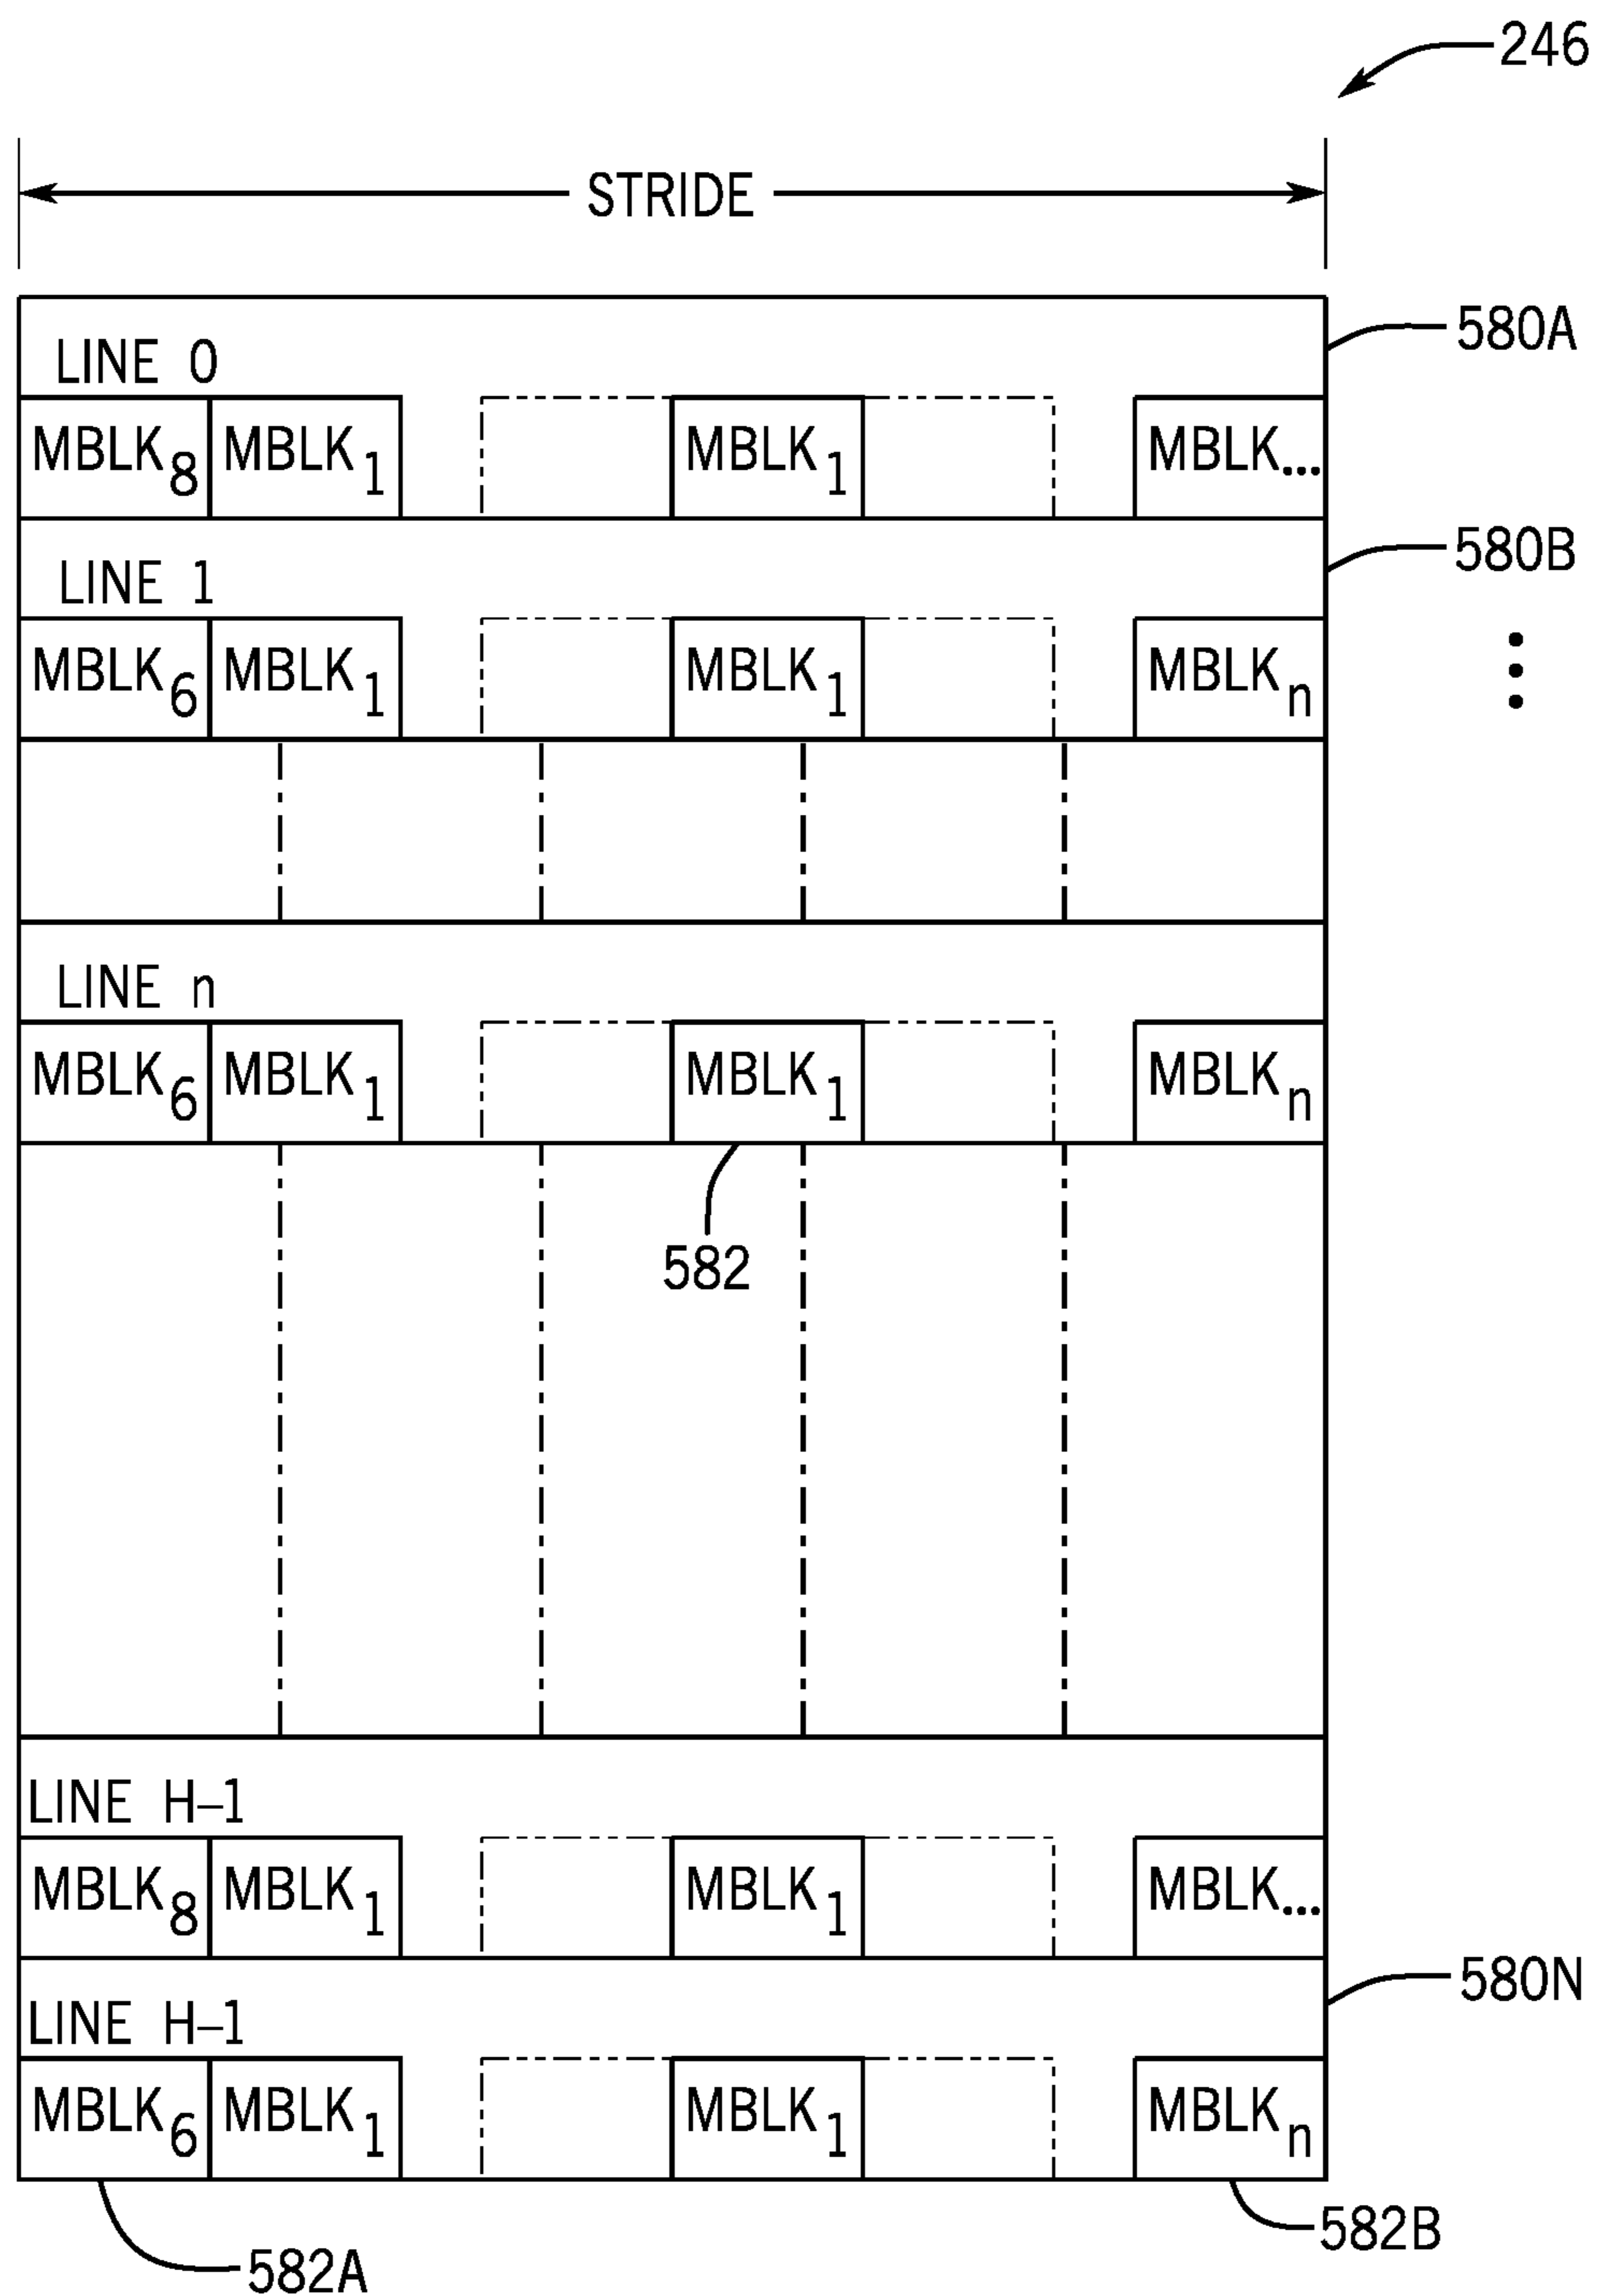 246
STRIDE
580A
LINE 0
MBLK8 MBLK1 MBLK1 MBLK...
580B
LINE 1
MBLK6 MBLK1 MBLK1 MBLKn
LINE n
MBLK6 MBLK1 MBLK1 MBLKn
582
LINE H-1
MBLK8 MBLK1 MBLK1 MBLK...
580N
LINE H-1
MBLK6 MBLK1 MBLK1 MBLKn
582B
582A